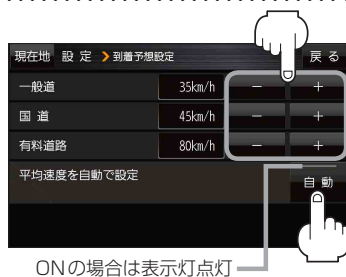 現在地 設 定 > 到着予想設定 戻 る
一般道 35km/h － ＋
国 道 45km/h － ＋
有料道路 80km/h － ＋
平均速度を自動で設定 自 動
ONの場合は表示灯点灯